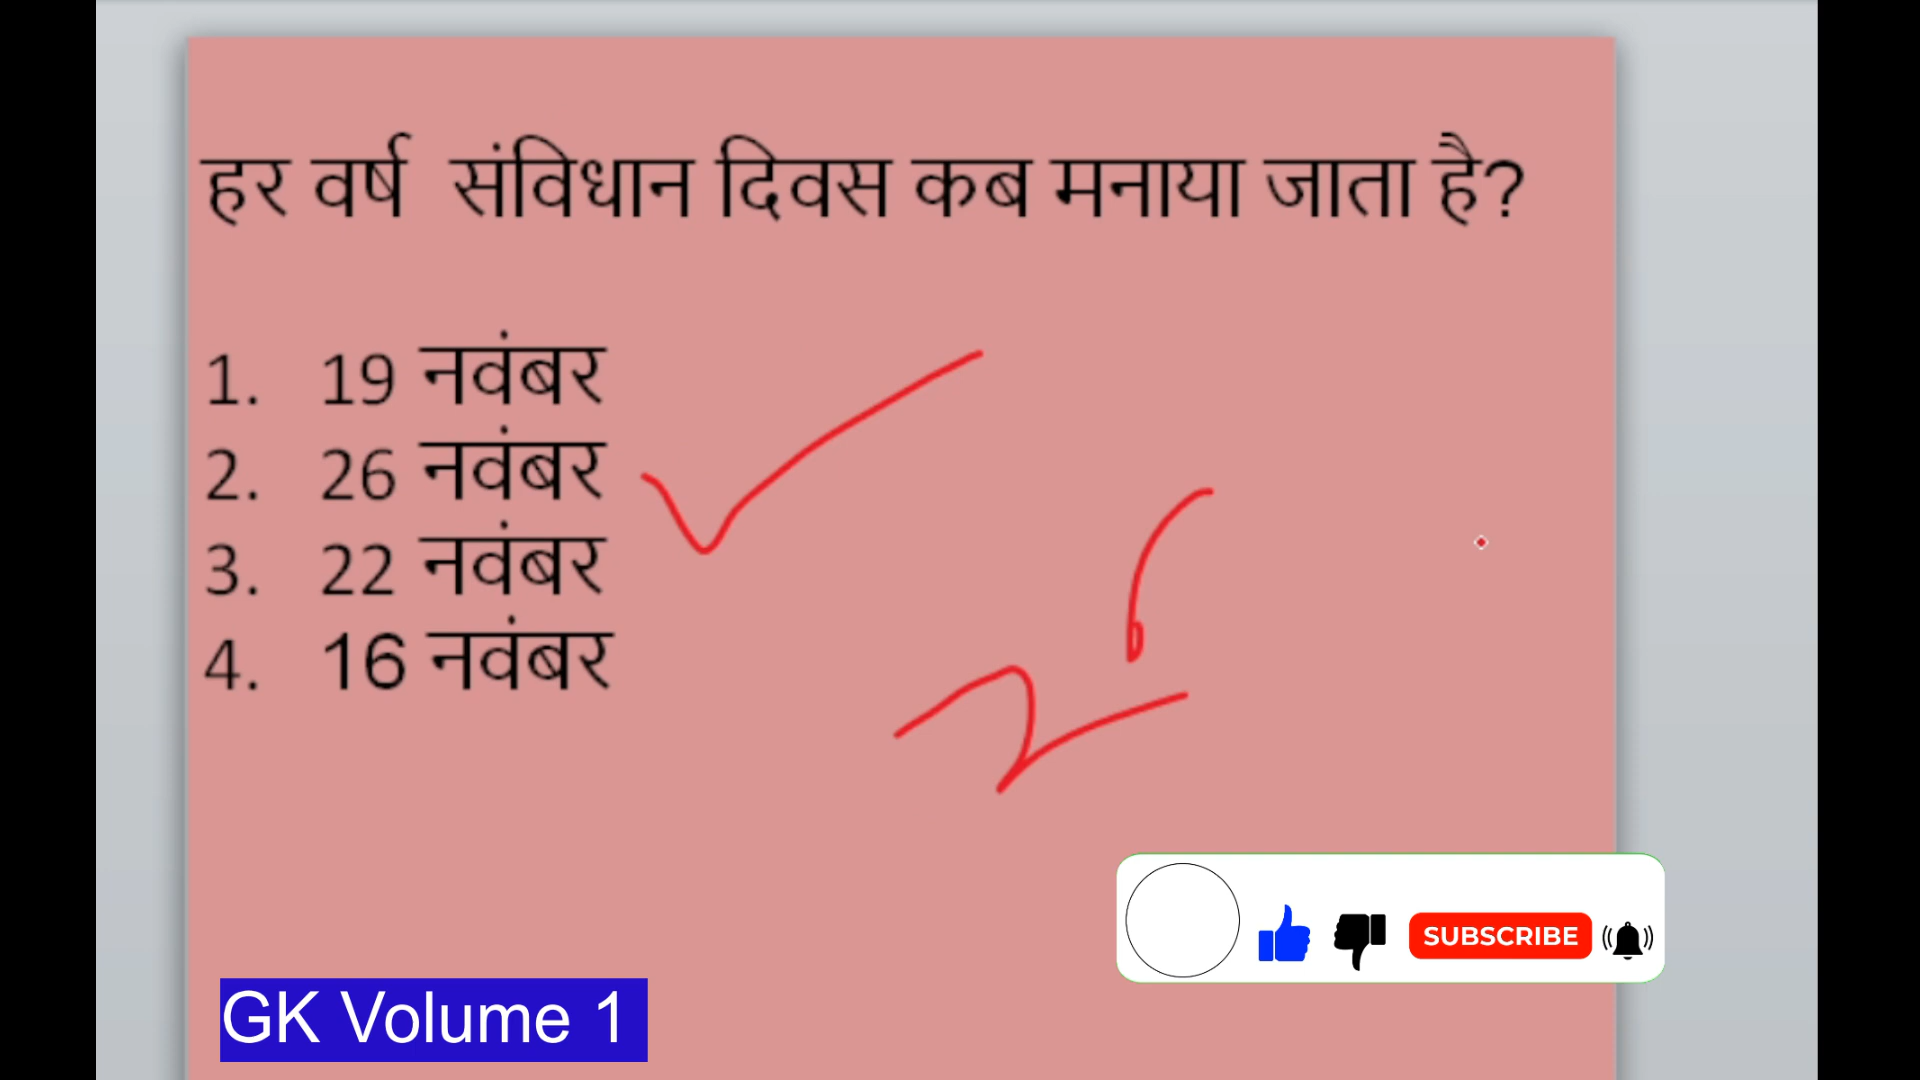 हर वर्ष संविधान दिवस कब मनाया जाता है?
1. 19 नवंबर
2. 26 नवंबर
3. 22 नवंबर
4. 16 नवंबर
26
SUBSCRIBE
GK Volume 1